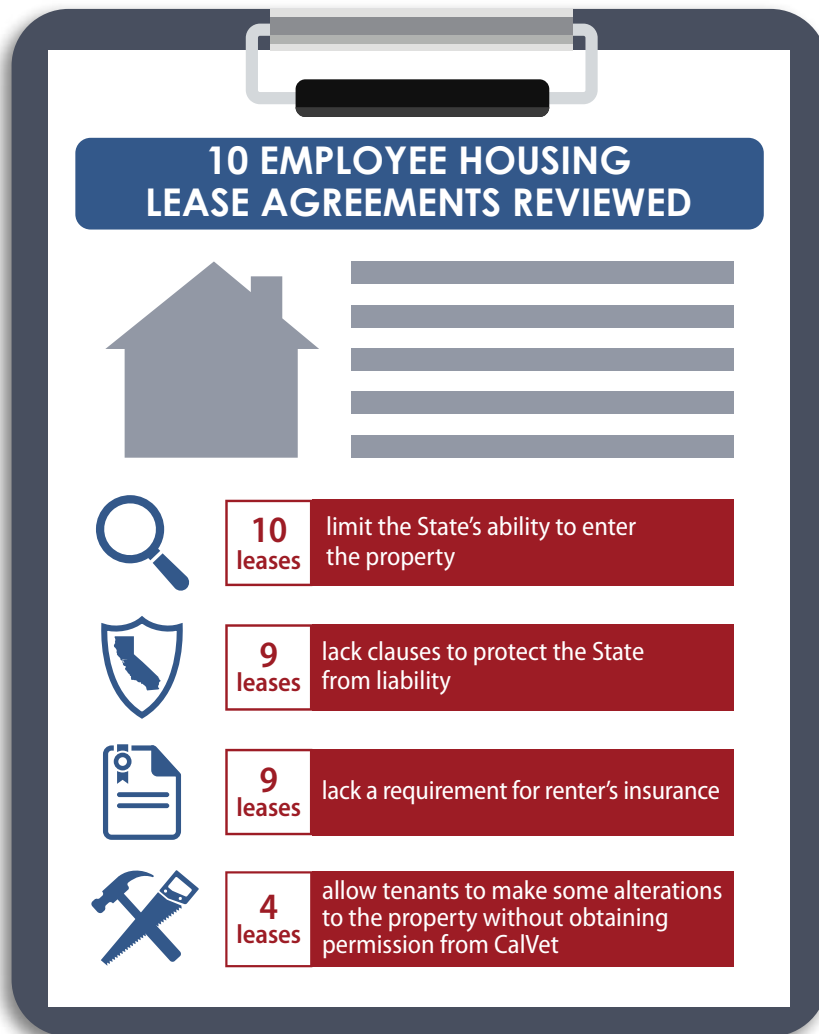 10 EMPLOYEE HOUSING
LEASE AGREEMENTS REVIEWED
10
leases
limit the State’s ability to enter
the property
9
leases
lack clauses to protect the State
from liability
9
leases
lack a requirement for renter’s insurance
4
leases
allow tenants to make some alterations
to the property without obtaining
permission from CalVet